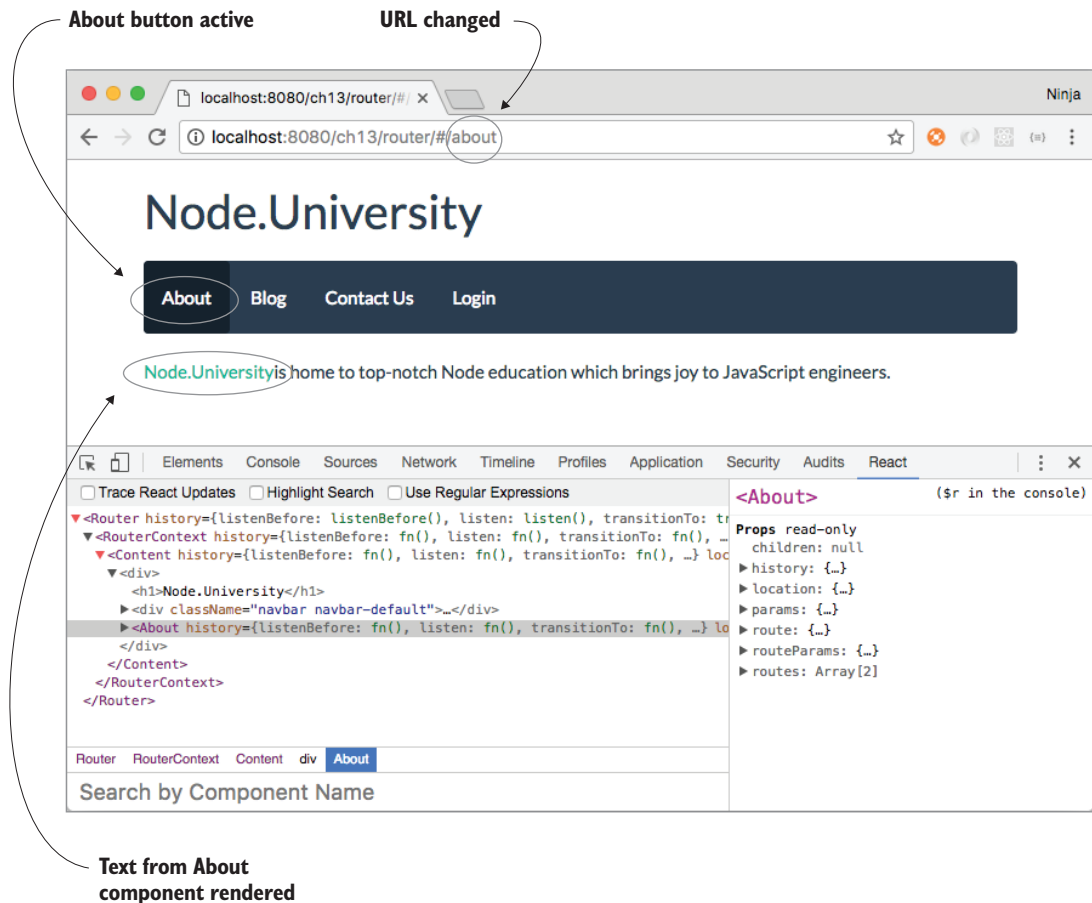 About button active
URL changed
localhost:8080/ch13/router/#/
Ninja
localhost:8080/ch13/router/#/about
Node.University
About Blog Contact Us Login
Node.Universityis home to top-notch Node education which brings joy to JavaScript engineers.
Elements Console Sources Network Timeline Profiles Application Security Audits React
Trace React Updates Highlight Search Use Regular Expressions
<Router history={listenBefore: listenBefore(), listen: listen(), transitionTo: tr
<RouterContext history={listenBefore: fn(), listen: fn(), transitionTo: fn(), …
<Content history={listenBefore: fn(), listen: fn(), transitionTo: fn(), …} loc
<div>
<h1>Node.University</h1>
<div className="navbar navbar-default">…</div>
<About history={listenBefore: fn(), listen: fn(), transitionTo: fn(), …} lo
</div>
</Content>
</RouterContext>
</Router>
Router RouterContext Content div About
Search by Component Name
<About> ($r in the console)
Props read-only
children: null
history: {…}
location: {…}
params: {…}
route: {…}
routeParams: {…}
routes: Array[2]
Text from About
component rendered